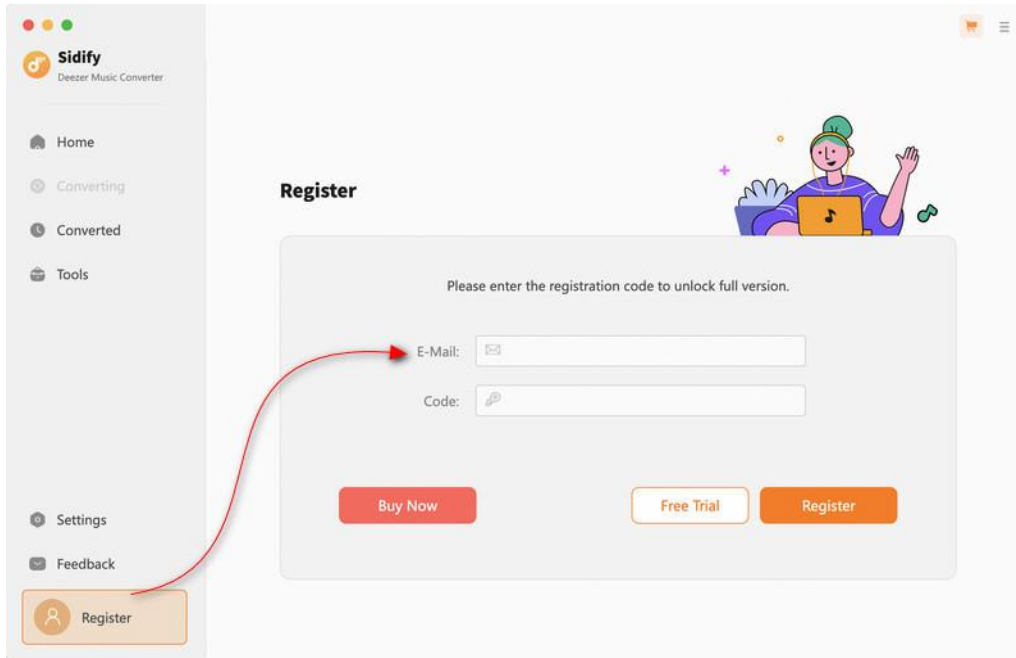 Sidify
Deezer Music Converter
Home
Converting
Converted
Tools
Settings
Feedback
Register
Register
Please enter the registration code to unlock full version.
E-Mail:
Code:
Buy Now
Free Trial
Register